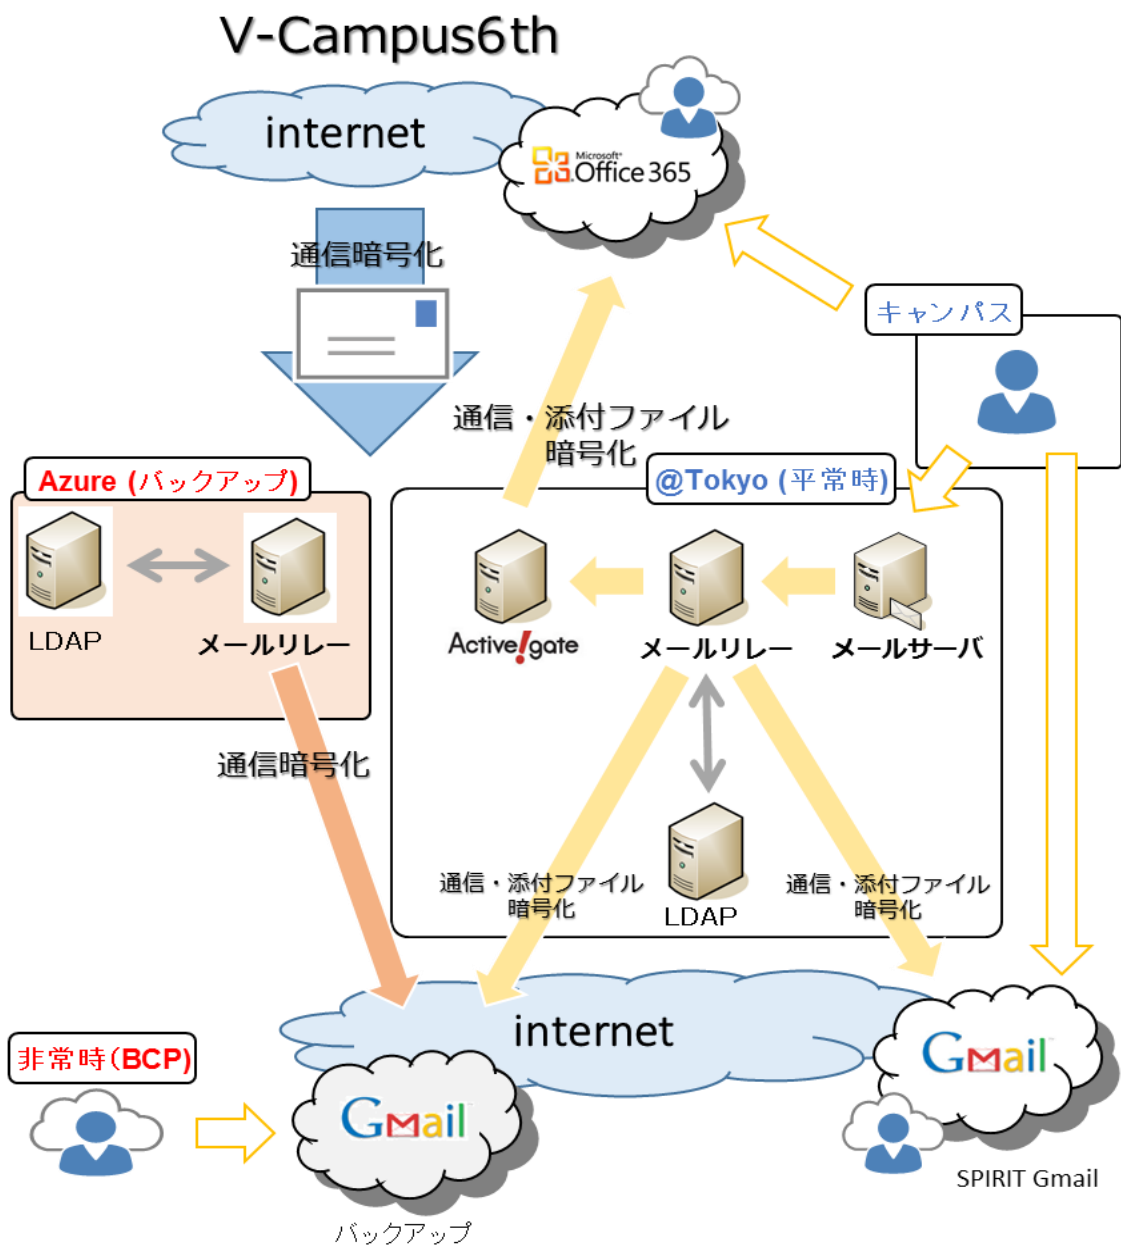 V-Campus6th
internet
Microsoft
Office 365
通信暗号化
キャンパス
通信・添付ファイル
暗号化
Azure (バックアップ)
@Tokyo (平常時)
LDAP
メールリレー
Active!gate
メールリレー
メールサーバ
通信暗号化
通信・添付ファイル
暗号化
LDAP
通信・添付ファイル
暗号化
internet
Gmail
非常時(BCP)
Gmail
SPIRIT Gmail
バックアップ